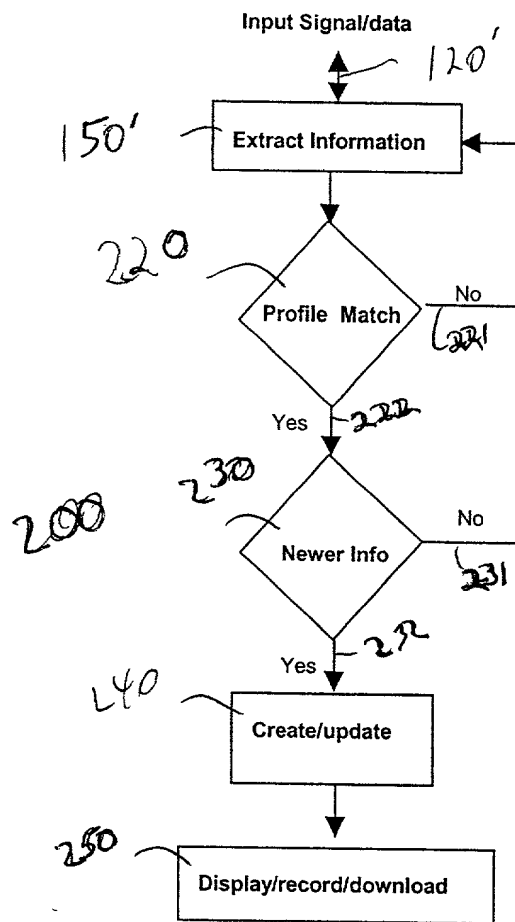 Input Signal/data
120'
150'
Extract Information
220
Profile Match
No
221
Yes
222
230
200
Newer Info
No
231
Yes
232
240
Create/update
250
Display/record/download